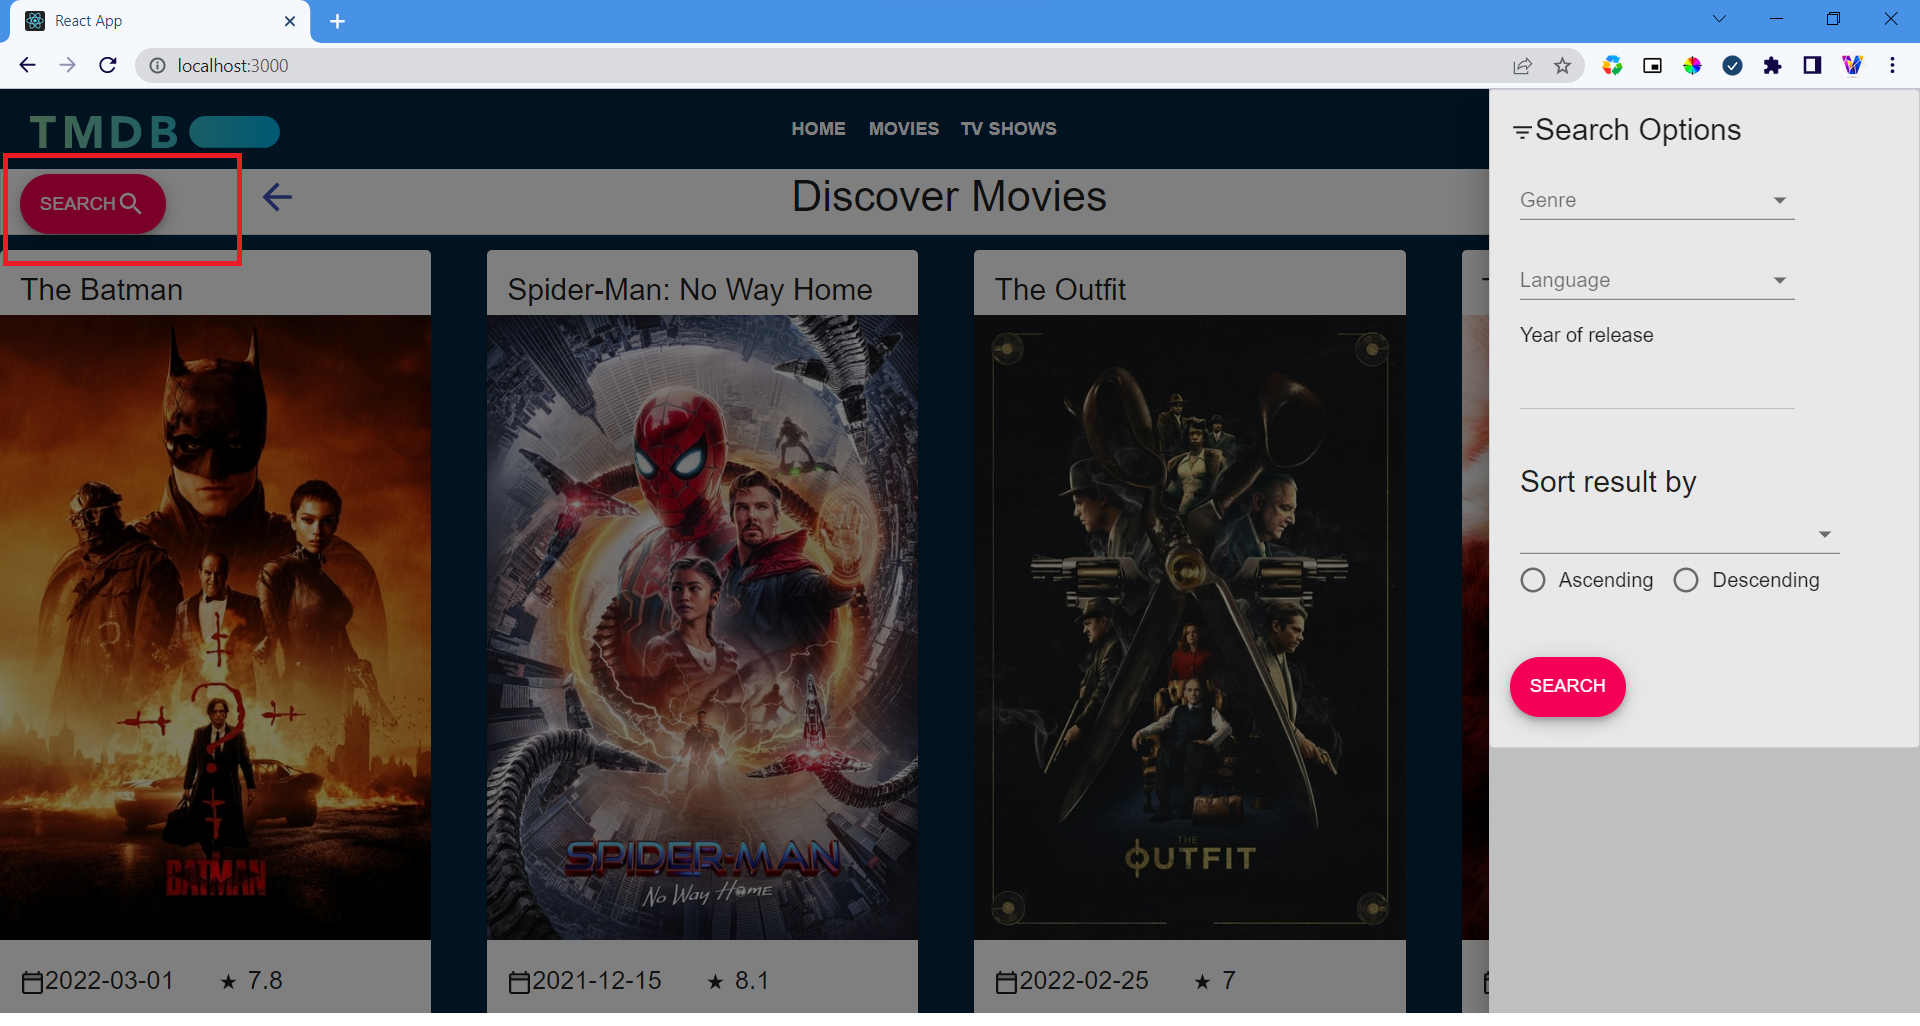 React App
localhost:3000
TMDB
HOME MOVIES TV SHOWS
SEARCH
Discover Movies
The Batman
BATMAN
2022-03-01 ★ 7.8
Spider-Man: No Way Home
SPIDER-MAN
No Way Home
2021-12-15 ★ 8.1
The Outfit
THE
OUTFIT
2022-02-25 ★ 7
Search Options
Genre
Language
Year of release
Sort result by
Ascending Descending
SEARCH